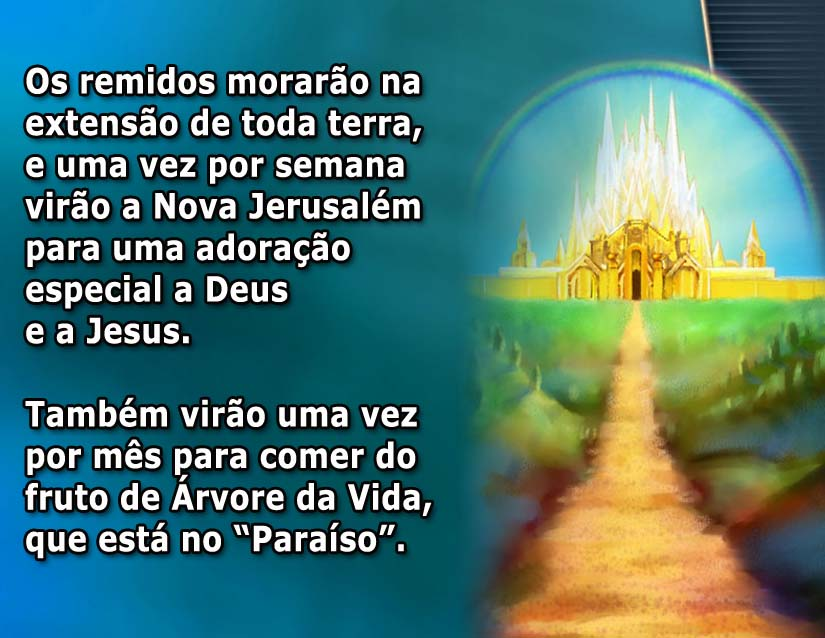 Os remidos morarão na
extensão de toda terra,
e uma vez por semana
virão a Nova Jerusalém
para uma adoração
especial a Deus
e a Jesus.
Também virão uma vez
por mês para comer do
fruto de Árvore da Vida,
que está no “Paraíso”.